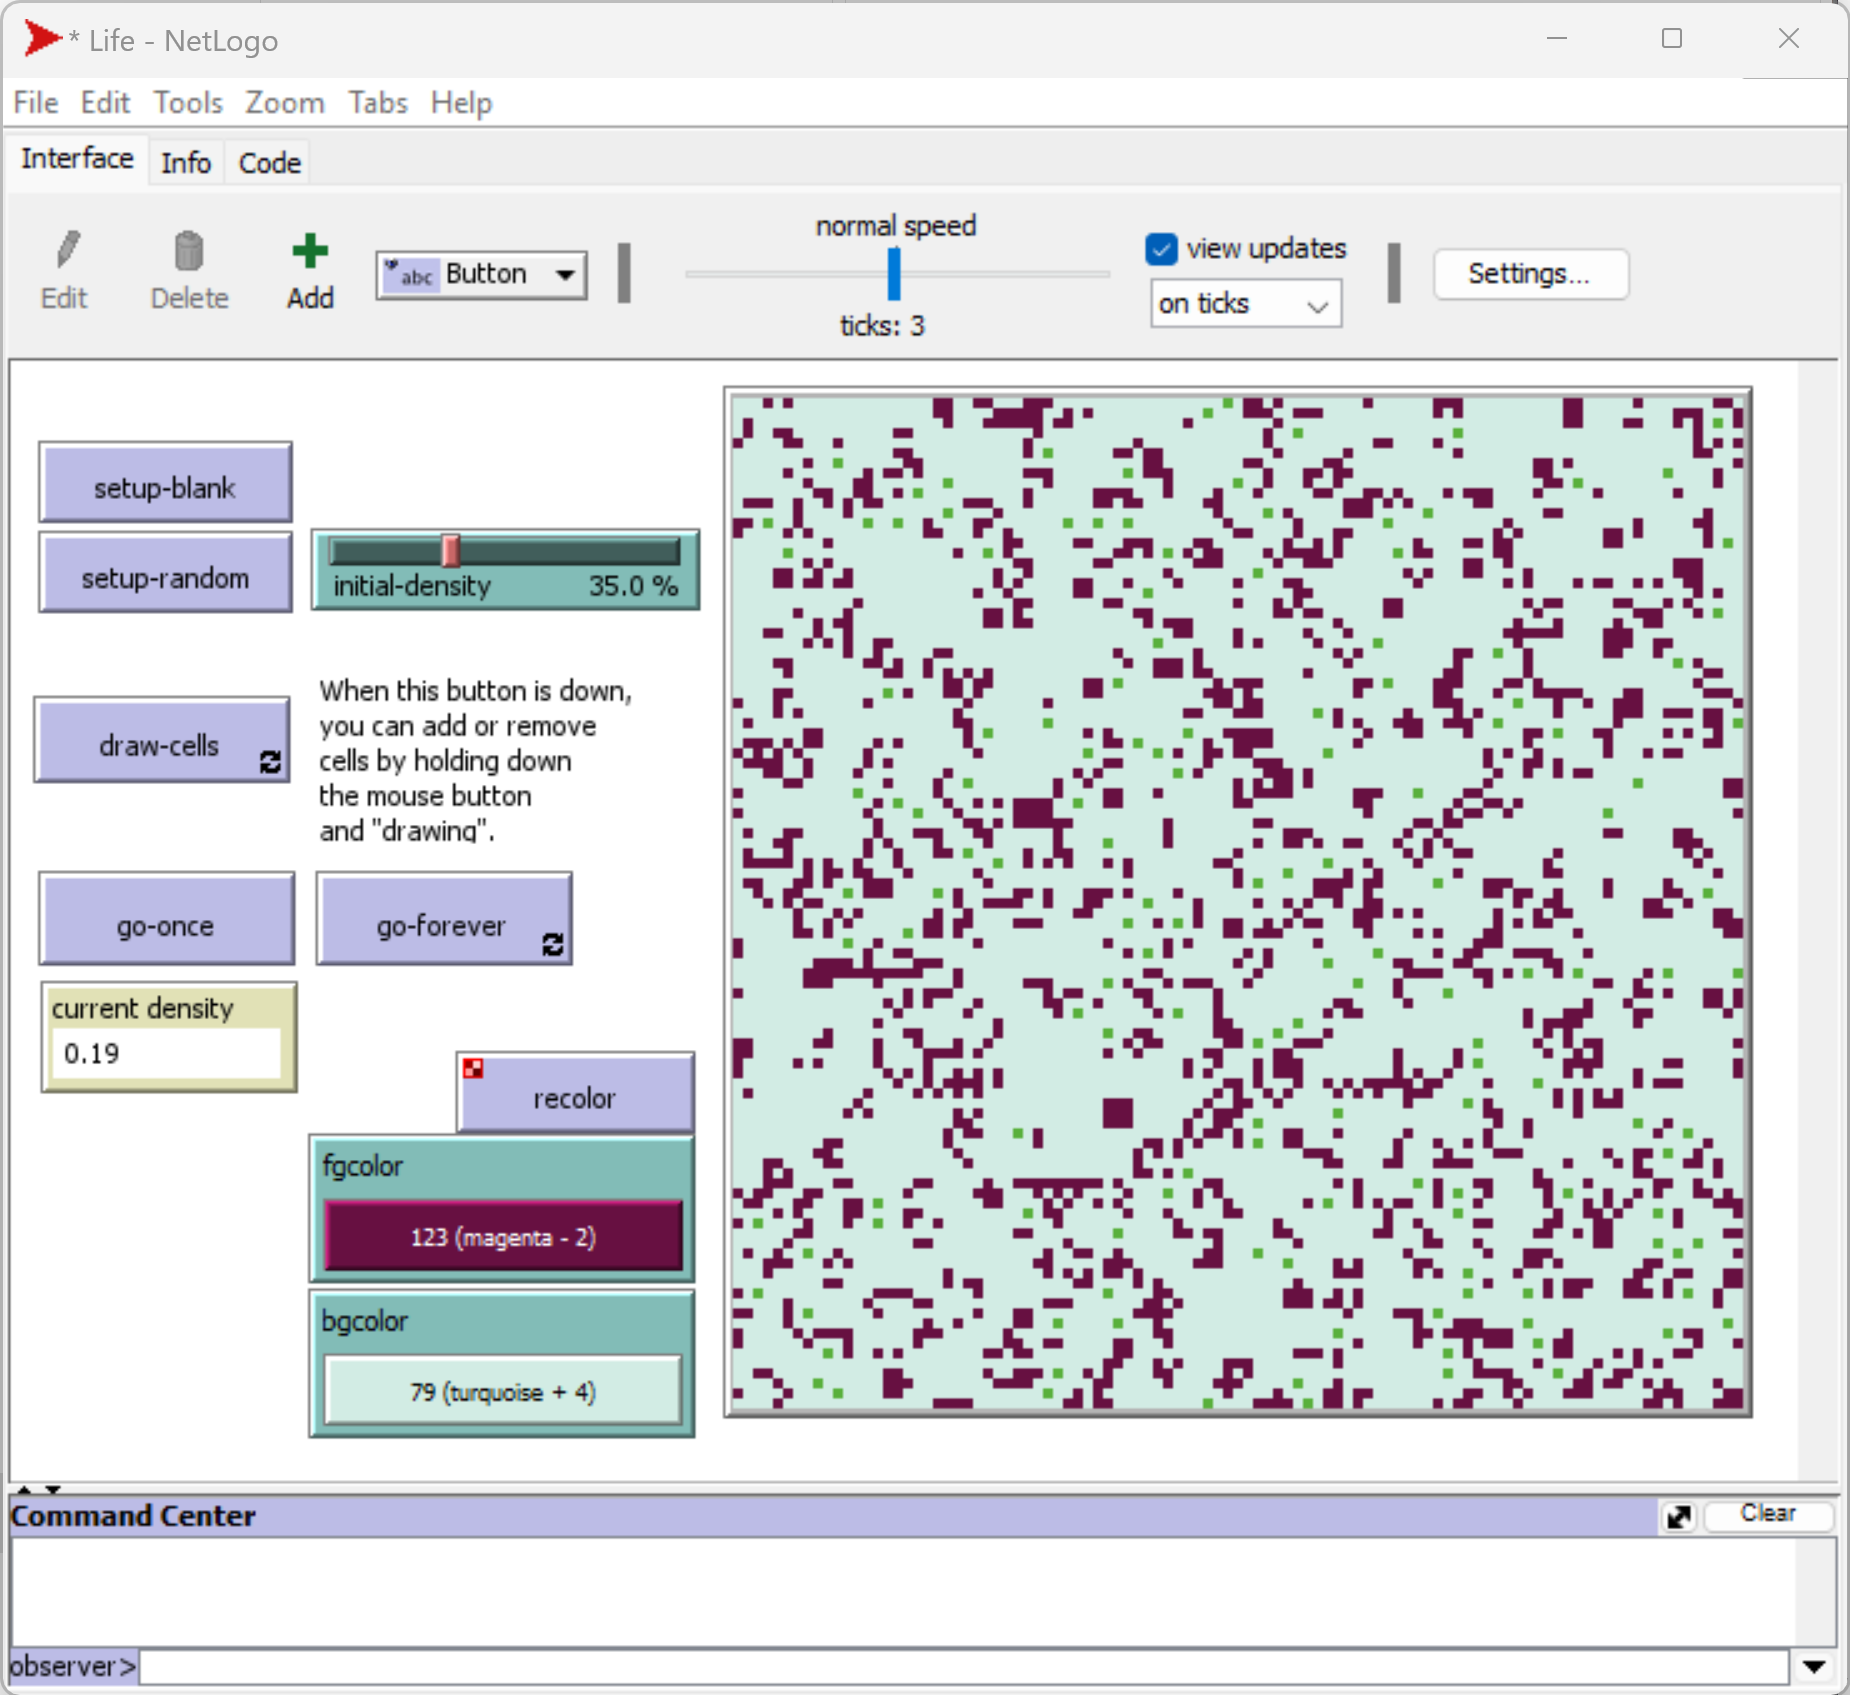 * Life - NetLogo
File Edit Tools Zoom Tabs Help
Interface Info Code
Edit
Delete
Add
abc Button
normal speed
ticks: 3
view updates
on ticks
Settings...
setup-blank
setup-random
initial-density 35.0 %
draw-cells
When this button is down,
you can add or remove
cells by holding down
the mouse button
and "drawing".
go-once
go-forever
current density
0.19
recolor
fgcolor
123 (magenta - 2)
bgcolor
79 (turquoise + 4)
Command Center
Clear
observer>